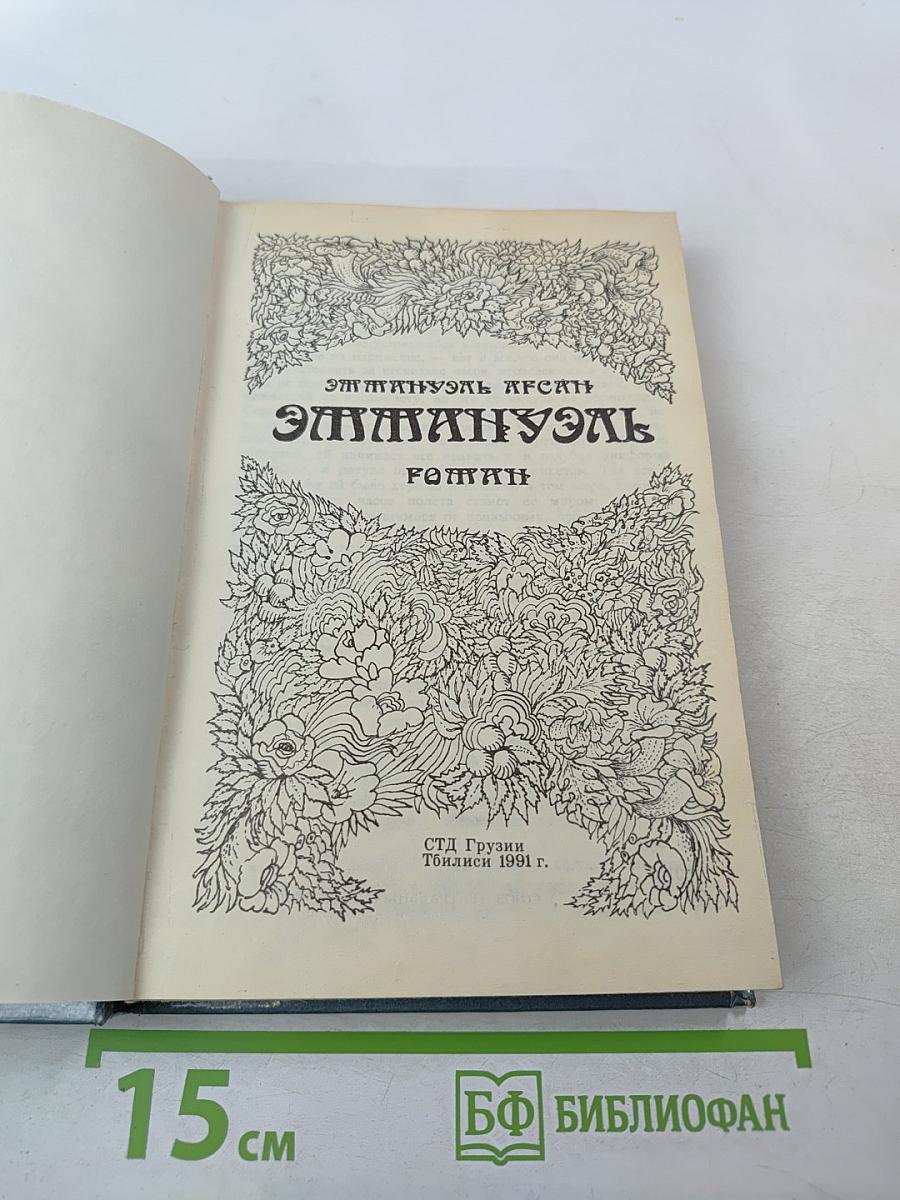 ЭММАНУЭЛЬ АРСАН
ЭММАНУЭЛЬ
РОМАН
СТД Грузии
Тбилиси 1991 г.
15 см
БФ БИБЛИОФАН